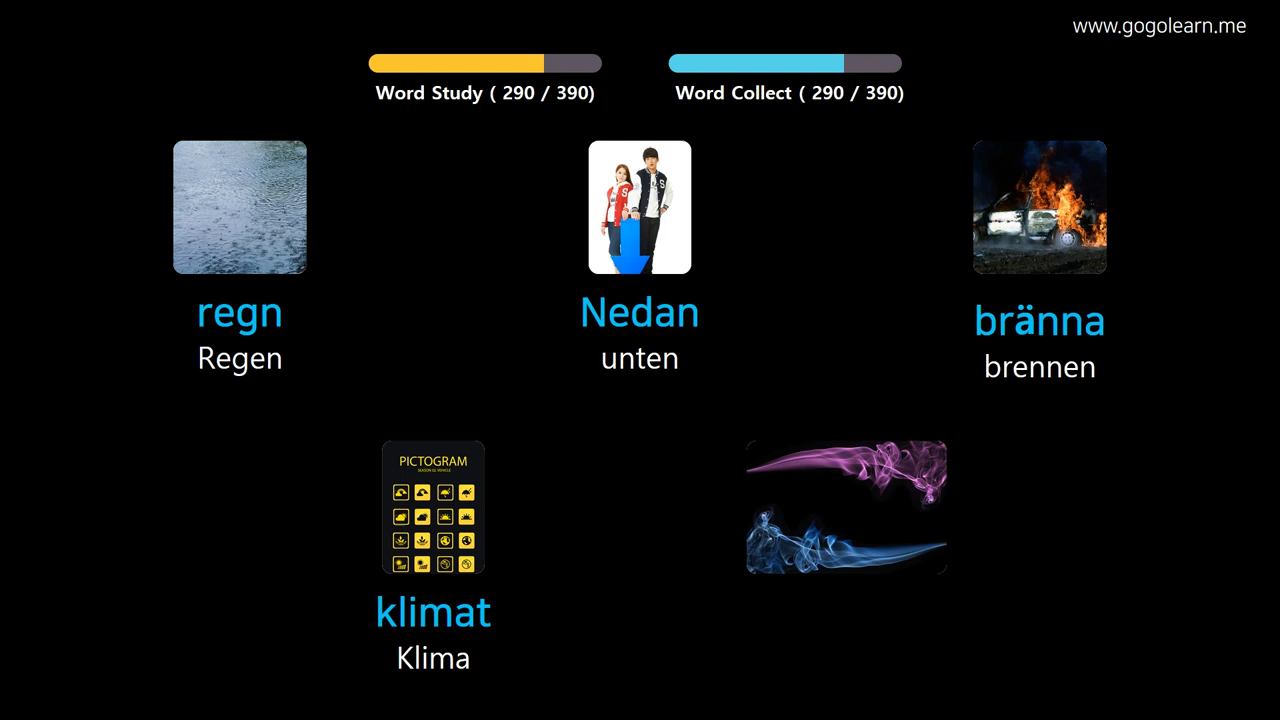 www.gogolearn.me
Word Study ( 290 / 390)
Word Collect ( 290 / 390)
regn
Regen
Nedan
unten
bränna
brennen
PICTOGRAM
klimat
Klima